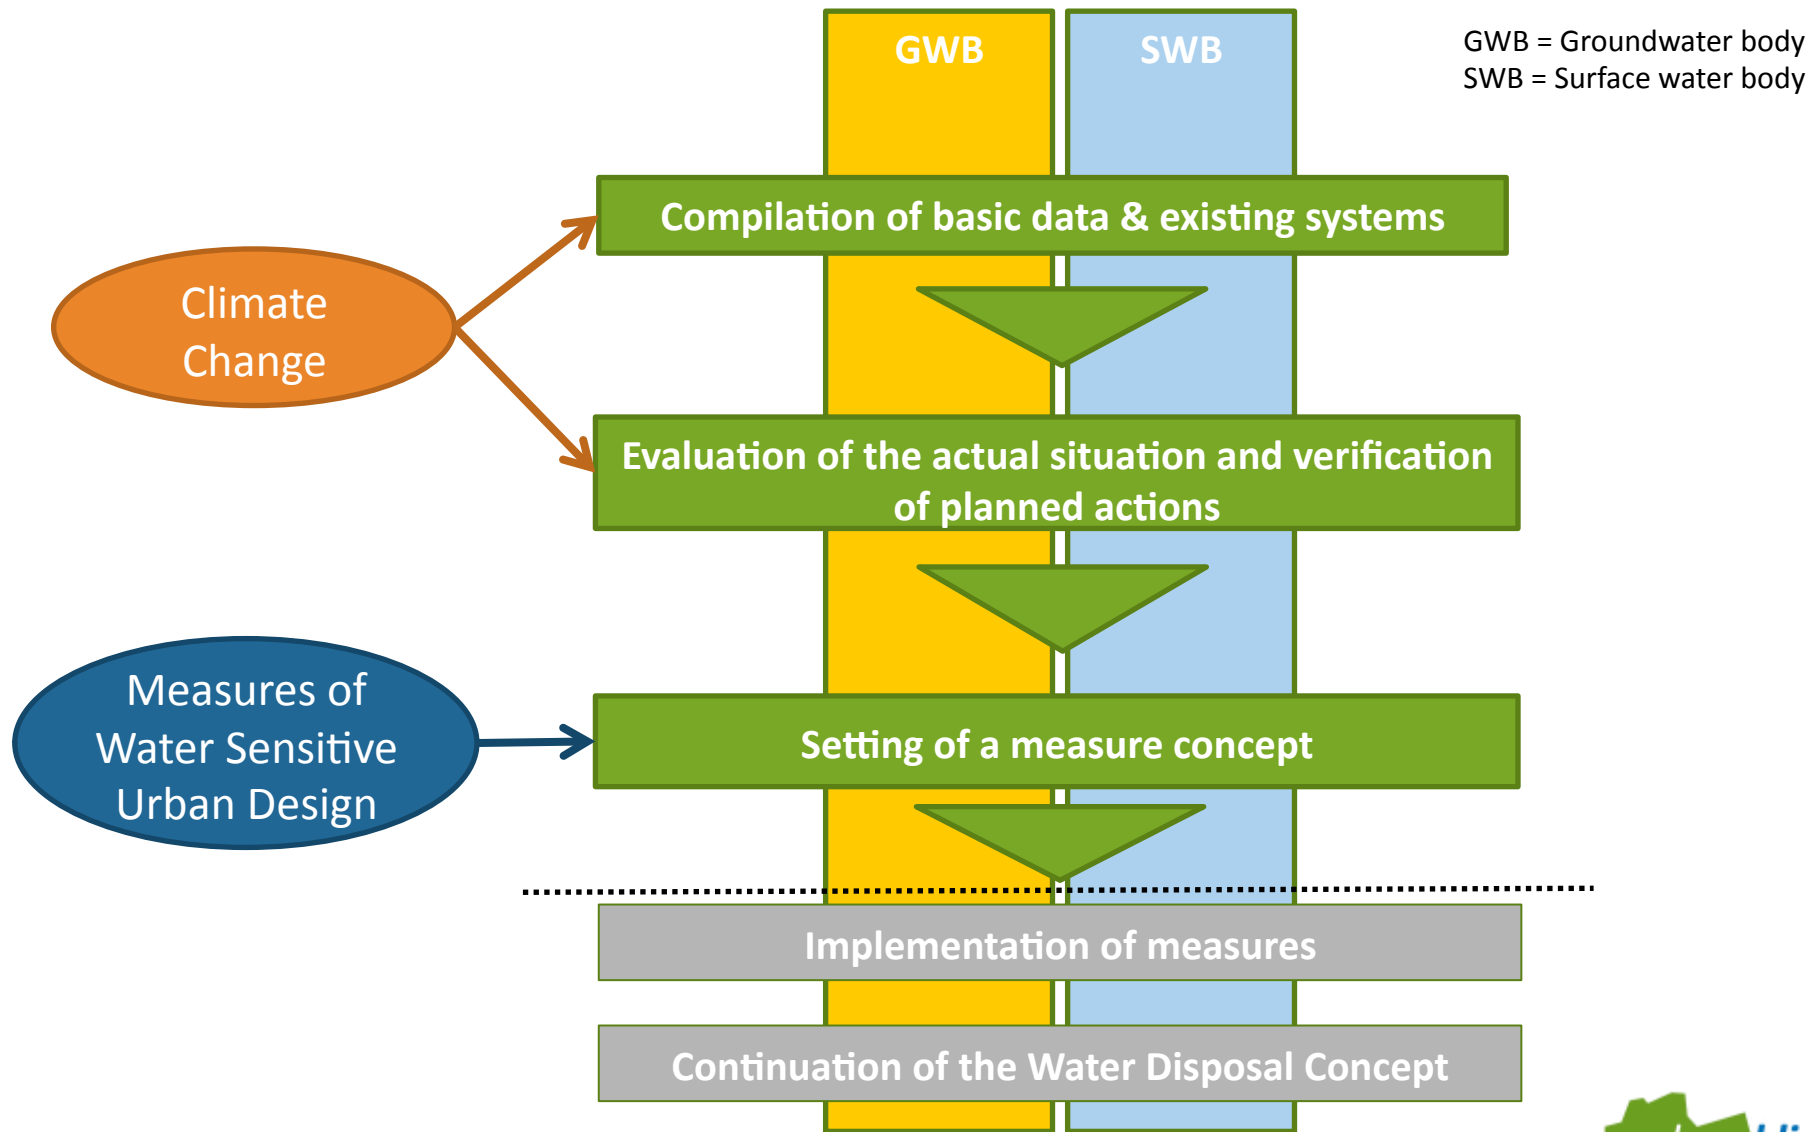 GWB
SWB
GWB = Groundwater body
SWB = Surface water body
Compilation of basic data & existing systems
Climate
Change
Evaluation of the actual situation and verification
of planned actions
Measures of
Water Sensitive
Urban Design
Setting of a measure concept
Implementation of measures
Continuation of the Water Disposal Concept